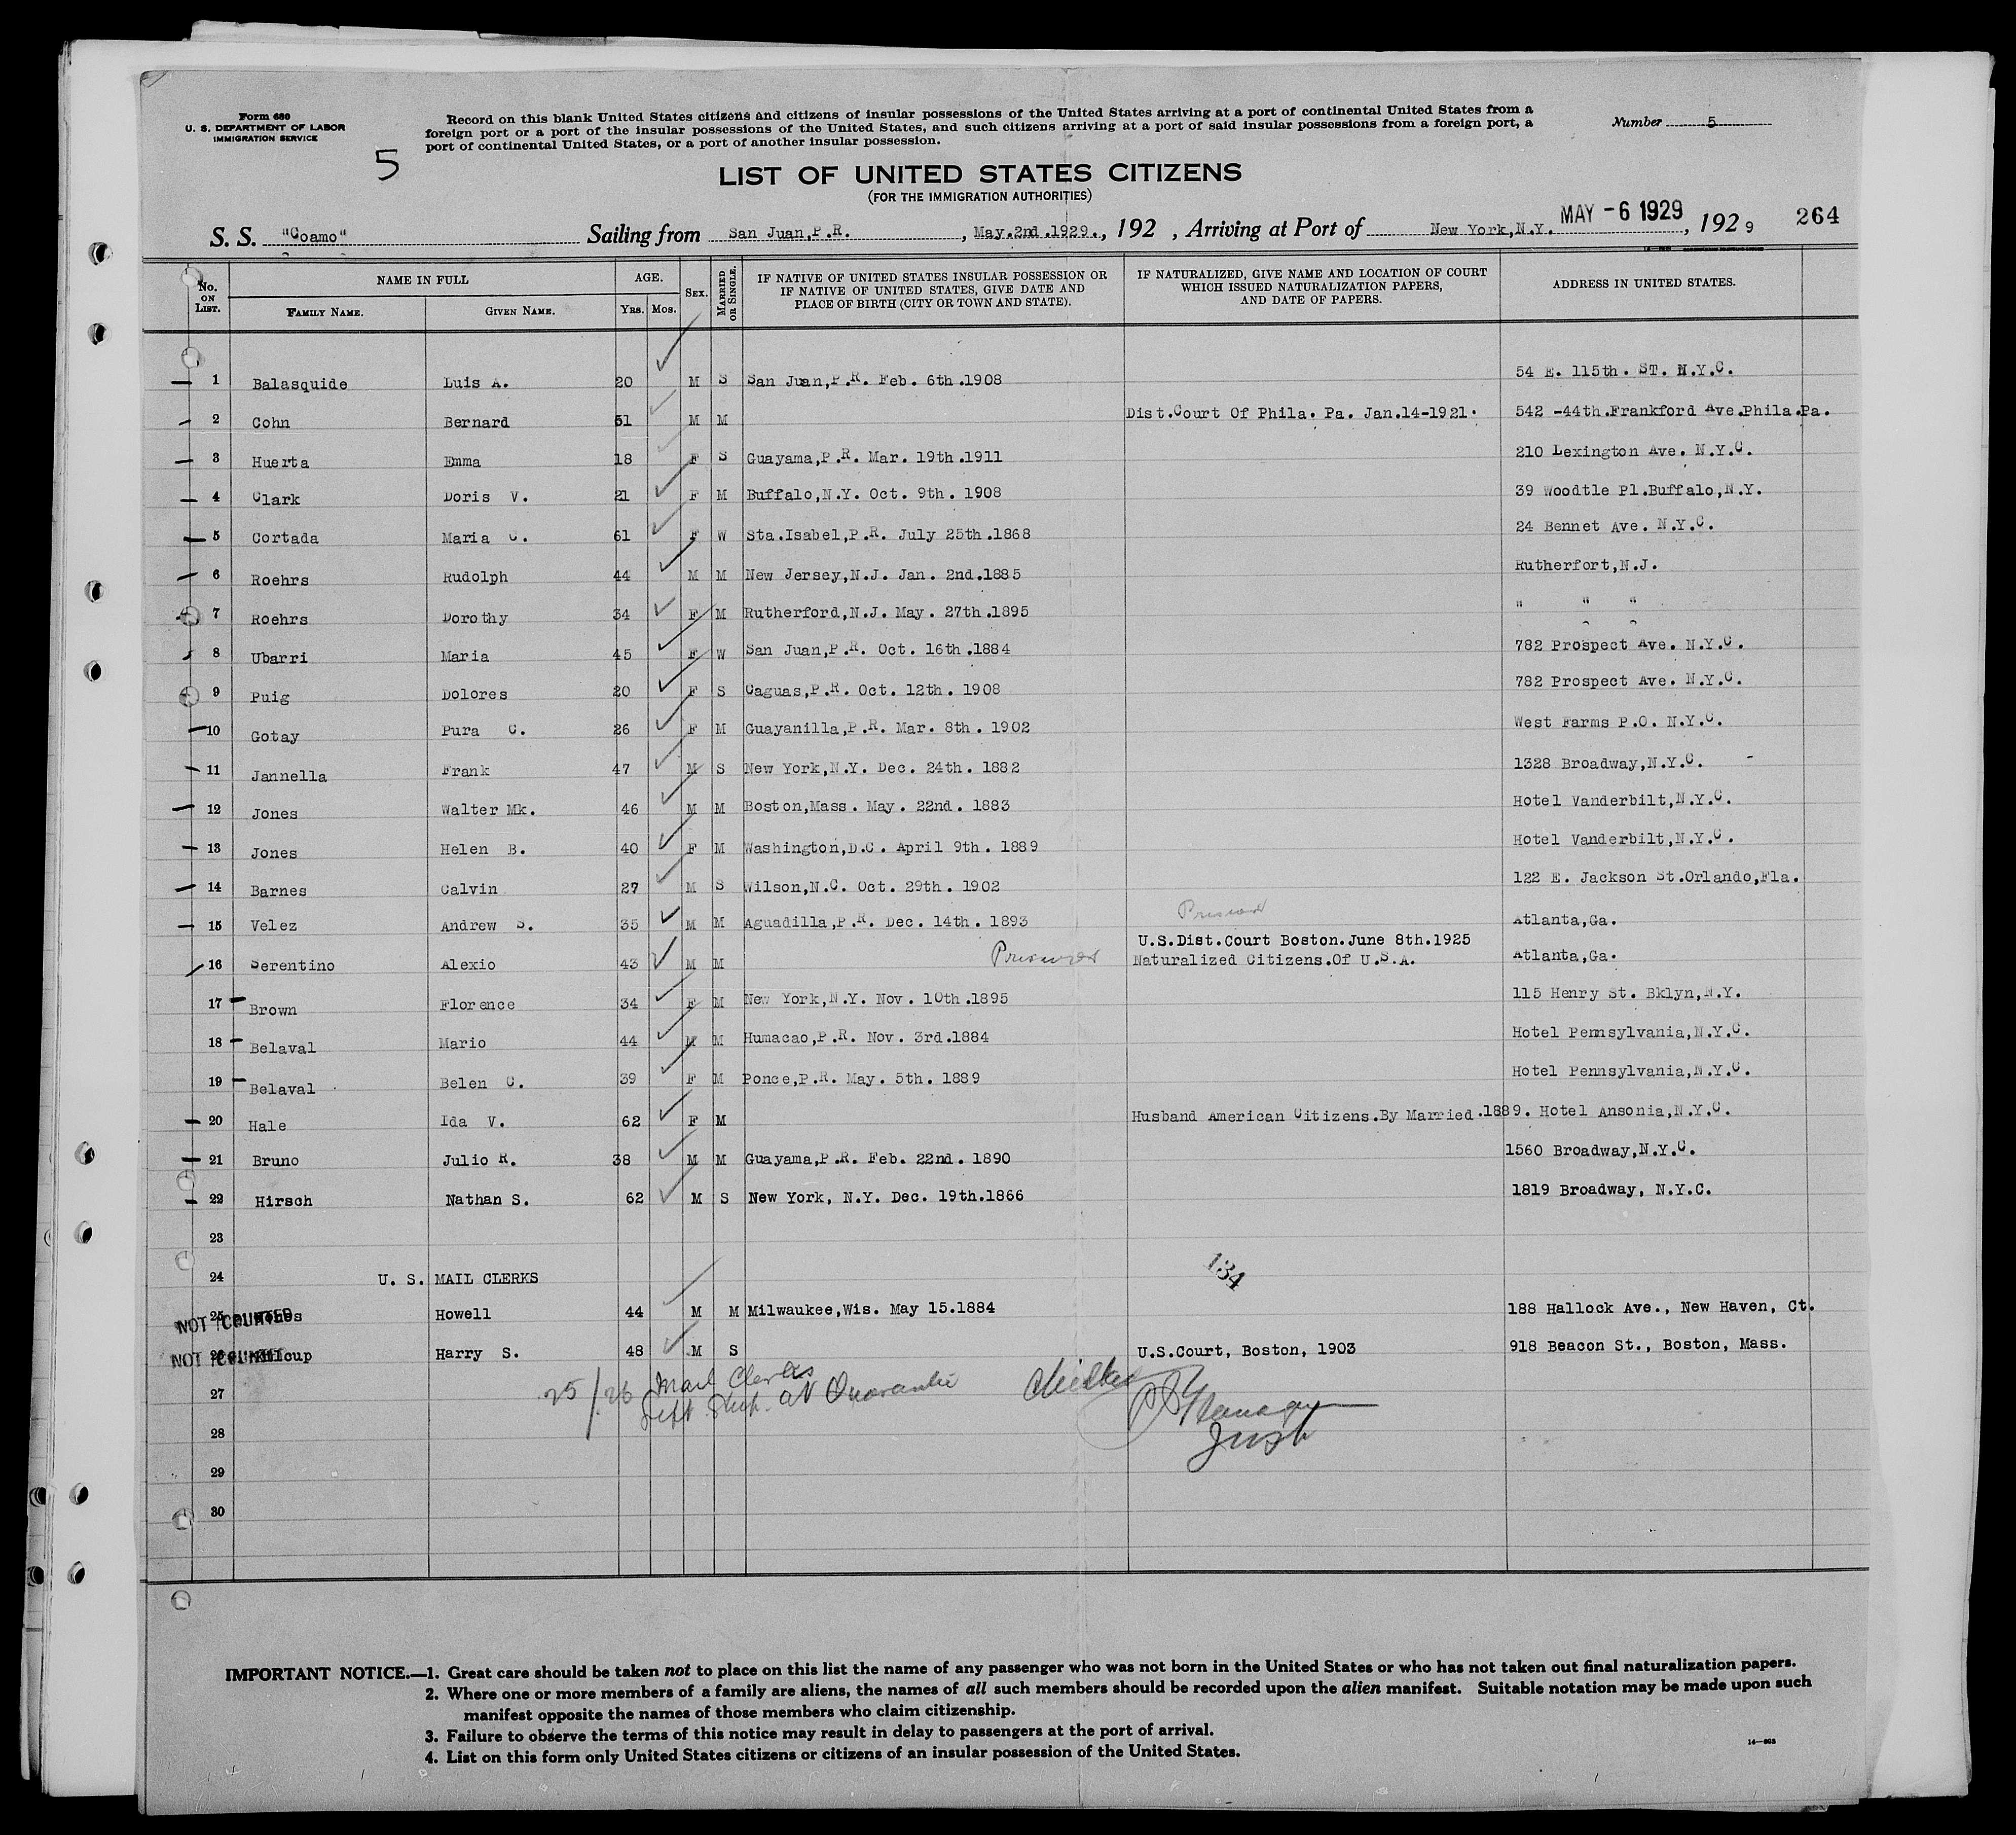 Form 630
U. S. DEPARTMENT OF LABOR
IMMIGRATION SERVICE
5
Record on this blank United States citizens and citizens of insular possessions of the United States arriving at a port of continental United States from a
foreign port or a port of the insular possessions of the United States, and such citizens arriving at a port of said insular possessions from a foreign port, a
port of continental United States, or a port of another insular possession.
Number 5
LIST OF UNITED STATES CITIZENS
(FOR THE IMMIGRATION AUTHORITIES)
S. S. "Coamo" Sailing from San Juan,P.R. , May.2nd.1929., 192 , Arriving at Port of New York,N.Y. MAY -6 1929 , 1929 264
No. ON LIST. NAME IN FULL FAMILY NAME. GIVEN NAME. AGE. YRS. MOS. SEX. MARRIED OR SINGLE. IF NATIVE OF UNITED STATES INSULAR POSSESSION OR IF NATIVE OF UNITED STATES, GIVE DATE AND PLACE OF BIRTH (CITY OR TOWN AND STATE). IF NATURALIZED, GIVE NAME AND LOCATION OF COURT WHICH ISSUED NATURALIZATION PAPERS, AND DATE OF PAPERS. ADDRESS IN UNITED STATES.
1 Balasquide Luis A. 20 M S San Juan,P.R. Feb. 6th.1908 54 E. 115th. ST. N.Y.C.
2 Cohn Bernard 51 M M Dist.Court Of Phila. Pa. Jan.14-1921. 542 -44th.Frankford Ave.Phila.Pa.
3 Huerta Emma 18 F S Guayama,P.R. Mar. 19th.1911 210 Lexington Ave. N.Y.C.
4 Clark Doris V. 21 F M Buffalo,N.Y. Oct. 9th. 1908 39 Woodtle Pl.Buffalo,N.Y.
5 Cortada Maria C. 61 F W Sta.Isabel,P.R. July 25th.1868 24 Bennet Ave. N.Y.C.
6 Roehrs Rudolph 44 M M New Jersey,N.J. Jan. 2nd.1885 Rutherfort,N.J.
7 Roehrs Dorothy 34 F M Rutherford,N.J. May. 27th.1895 " " "
8 Ubarri Maria 45 F W San Juan,P.R. Oct. 16th.1884 782 Prospect Ave. N.Y.C.
9 Puig Dolores 20 F S Caguas,P.R. Oct. 12th. 1908 782 Prospect Ave. N.Y.C.
10 Gotay Pura C. 26 F M Guayanilla,P.R. Mar. 8th. 1902 West Farms P.O. N.Y.C.
11 Jannella Frank 47 M S New York,N.Y. Dec. 24th. 1882 1328 Broadway,N.Y.C. -
12 Jones Walter Mk. 46 M M Boston,Mass. May. 22nd. 1883 Hotel Vanderbilt,N.Y.C.
13 Jones Helen B. 40 F M Washington,D.C. April 9th. 1889 Hotel Vanderbilt,N.Y.C.
14 Barnes Calvin 27 M S Wilson,N.C. Oct. 29th. 1902 122 E. Jackson St.Orlando,Fla.
15 Velez Andrew S. 35 M M Aguadilla,P.R. Dec. 14th. 1893 Prisoner Atlanta,Ga.
U.S.Dist.Court Boston.June 8th.1925
16 Serentino Alexio 43 M M Prisoner Naturalized Citizens.Of U.S.A. Atlanta,Ga.
17 Brown Florence 34 F M New York,N.Y. Nov. 10th.1895 115 Henry St. Bklyn,N.Y.
18 Belaval Mario 44 M M Humacao,P.R. Nov. 3rd.1884 Hotel Pennsylvania,N.Y.C.
19 Belaval Belen C. 39 F M Ponce,P.R. May. 5th. 1889 Hotel Pennsylvania,N.Y.C.
20 Hale Ida V. 62 F M Husband American Citizens.By Married.1889. Hotel Ansonia,N.Y.C.
21 Bruno Julio R. 38 M M Guayama,P.R. Feb. 22nd. 1890 1560 Broadway,N.Y.C.
22 Hirsch Nathan S. 62 M S New York, N.Y. Dec. 19th.1866 1819 Broadway, N.Y.C.
23
24 U. S. MAIL CLERKS 134
25 NOT COUNTED Howell 44 M M Milwaukee,Wis. May 15.1884 188 Hallock Ave., New Haven, Ct.
26 NOT COUNTED Harry S. 48 M S U.S.Court, Boston, 1903 918 Beacon St., Boston, Mass.
27 25/26 Mail Clerks
Left Ship at Quarantine
28 Insp
29
30
IMPORTANT NOTICE.—1. Great care should be taken not to place on this list the name of any passenger who was not born in the United States or who has not taken out final naturalization papers.
2. Where one or more members of a family are aliens, the names of all such members should be recorded upon the alien manifest. Suitable notation may be made upon such
manifest opposite the names of those members who claim citizenship.
3. Failure to observe the terms of this notice may result in delay to passengers at the port of arrival.
4. List on this form only United States citizens or citizens of an insular possession of the United States.